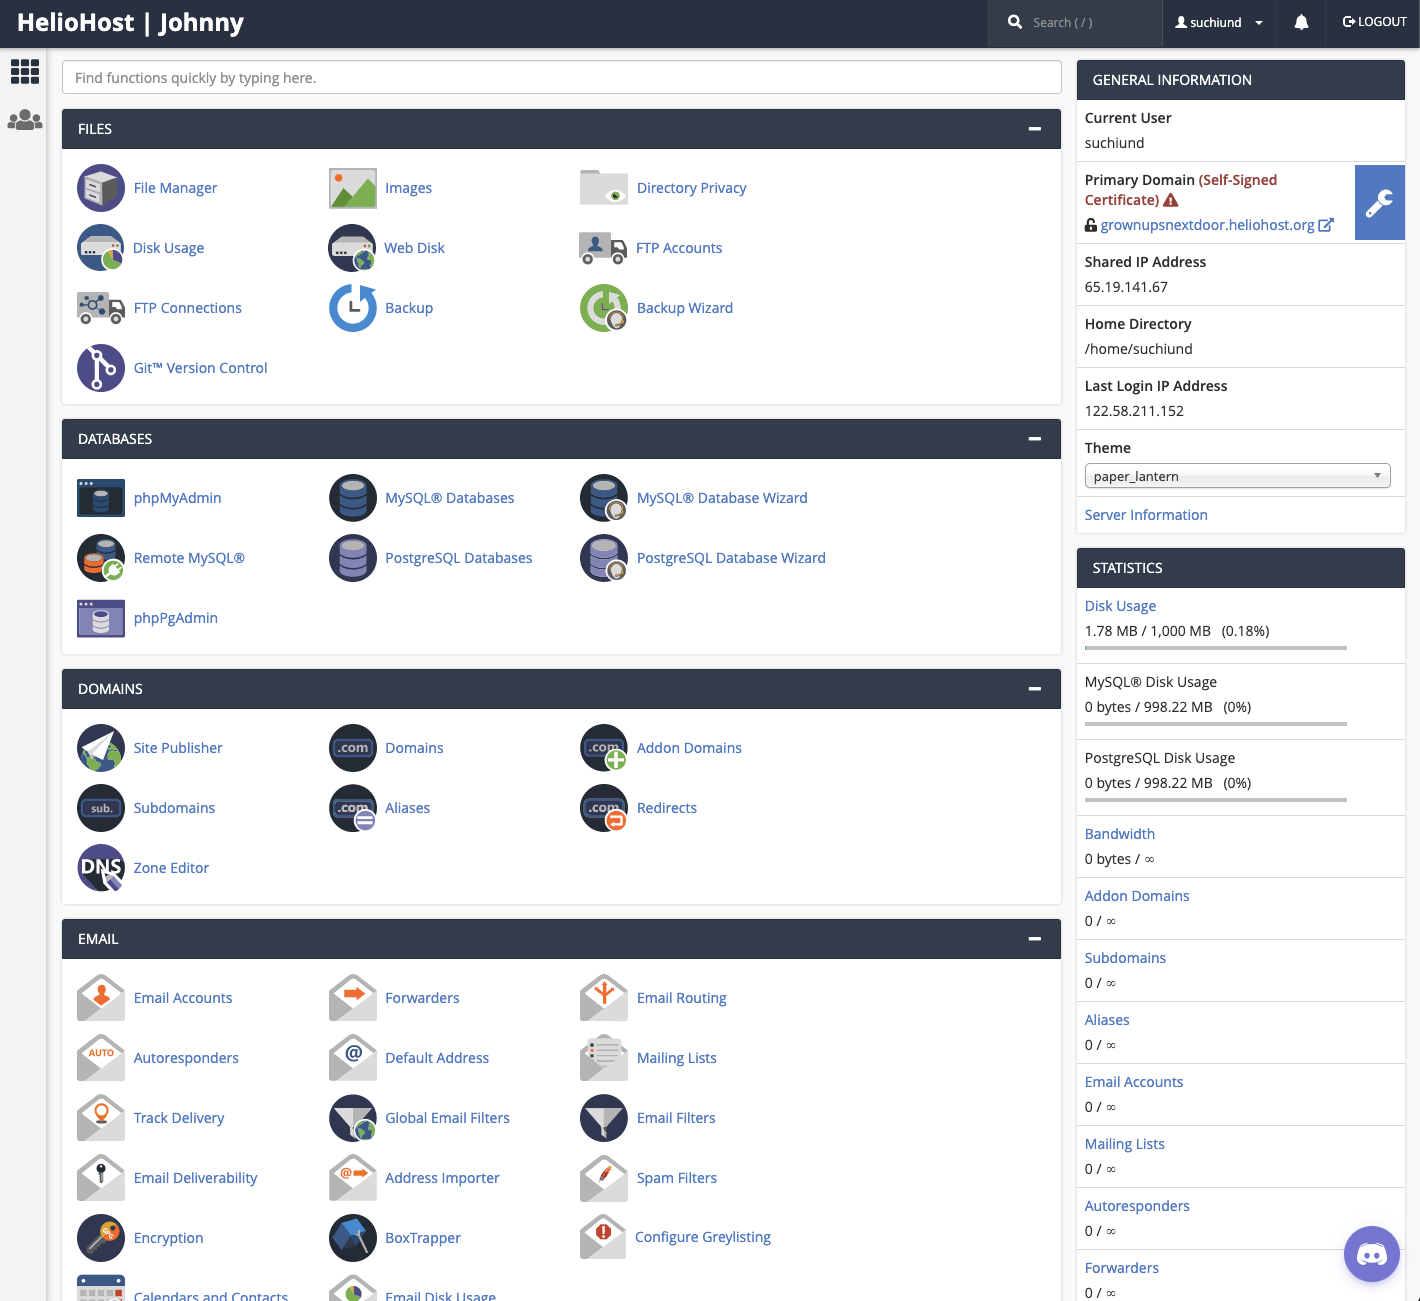 HelioHost | Johnny
Search ( / )
suchiund
LOGOUT
Find functions quickly by typing here.
FILES
File Manager
Images
Directory Privacy
Disk Usage
Web Disk
FTP Accounts
FTP Connections
Backup
Backup Wizard
Git™ Version Control
DATABASES
phpMyAdmin
MySQL® Databases
MySQL® Database Wizard
Remote MySQL®
PostgreSQL Databases
PostgreSQL Database Wizard
phpPgAdmin
DOMAINS
Site Publisher
.com
Domains
.com
Addon Domains
sub.
Subdomains
.com
Aliases
.com
Redirects
DNS
Zone Editor
EMAIL
Email Accounts
Forwarders
Email Routing
AUTO
Autoresponders
@
Default Address
Mailing Lists
Track Delivery
Global Email Filters
Email Filters
Email Deliverability
@
Address Importer
Spam Filters
GPG
Encryption
BoxTrapper
Configure Greylisting
Calendars and Contacts
Email Disk Usage
GENERAL INFORMATION
Current User
suchiund
Primary Domain (Self-Signed
Certificate)
grownupsnextdoor.heliohost.org
Shared IP Address
65.19.141.67
Home Directory
/home/suchiund
Last Login IP Address
122.58.211.152
Theme
paper_lantern
Server Information
STATISTICS
Disk Usage
1.78 MB / 1,000 MB (0.18%)
MySQL® Disk Usage
0 bytes / 998.22 MB (0%)
PostgreSQL Disk Usage
0 bytes / 998.22 MB (0%)
Bandwidth
0 bytes / ∞
Addon Domains
0 / ∞
Subdomains
0 / ∞
Aliases
0 / ∞
Email Accounts
0 / ∞
Mailing Lists
0 / ∞
Autoresponders
0 / ∞
Forwarders
0 / ∞